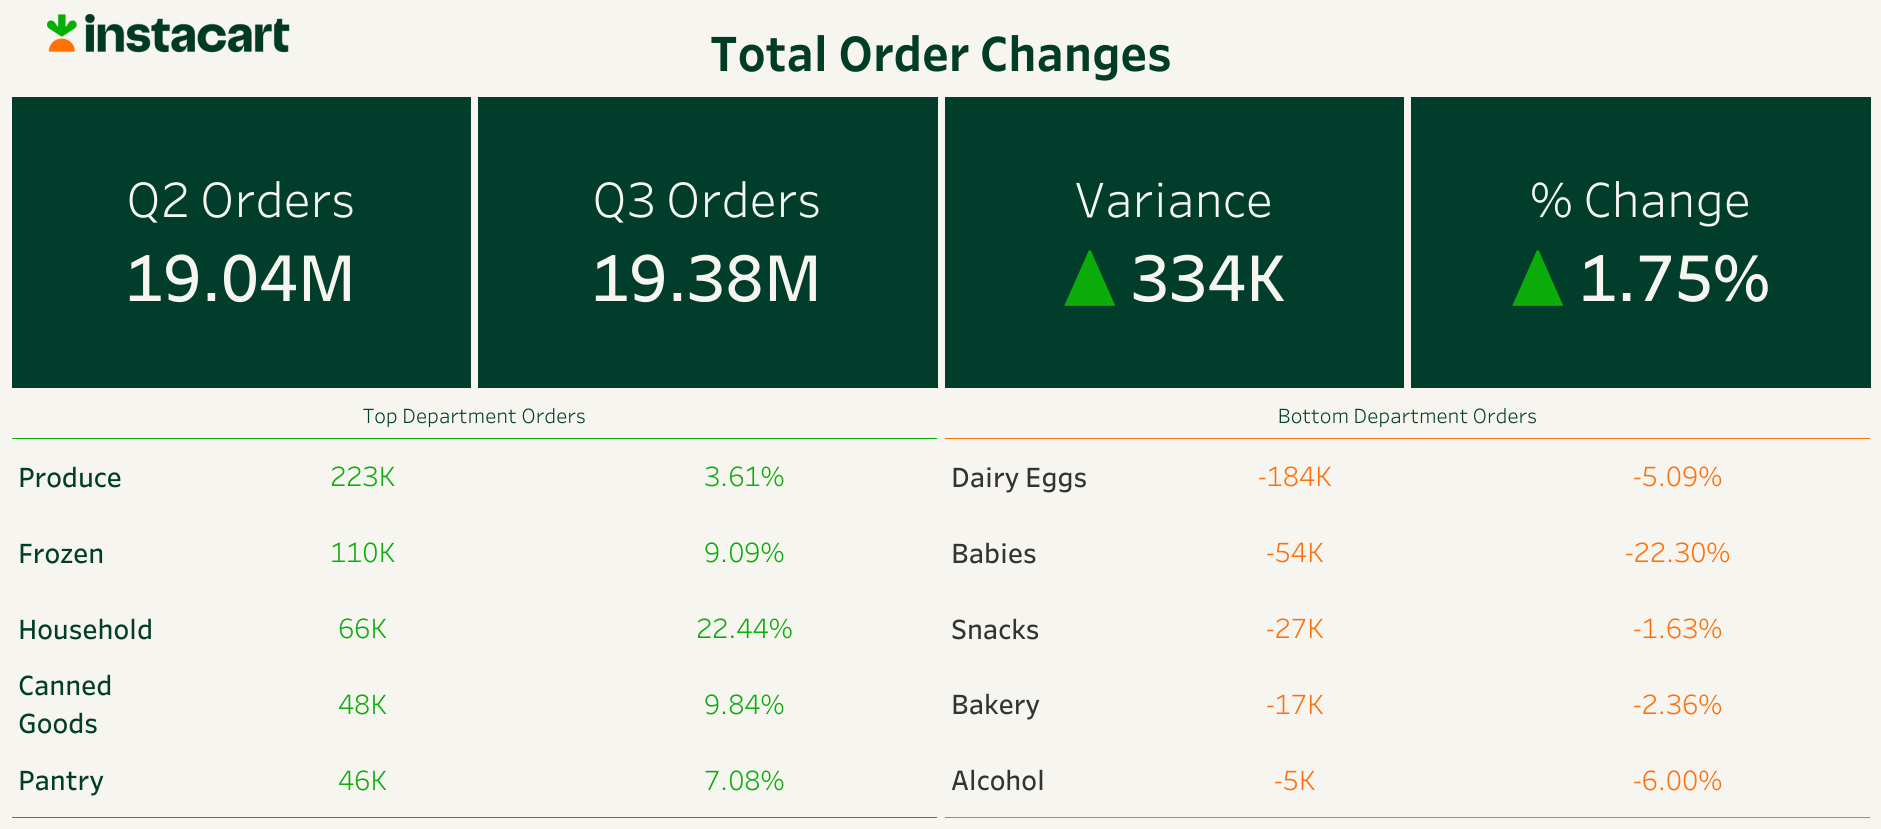 instacart
Total Order Changes
Q2 Orders
19.04M
Q3 Orders
19.38M
Variance
▲ 334K
% Change
▲ 1.75%
Top Department Orders
Produce 223K 3.61%
Frozen 110K 9.09%
Household 66K 22.44%
Canned
Goods 48K 9.84%
Pantry 46K 7.08%
Bottom Department Orders
Dairy Eggs -184K -5.09%
Babies -54K -22.30%
Snacks -27K -1.63%
Bakery -17K -2.36%
Alcohol -5K -6.00%